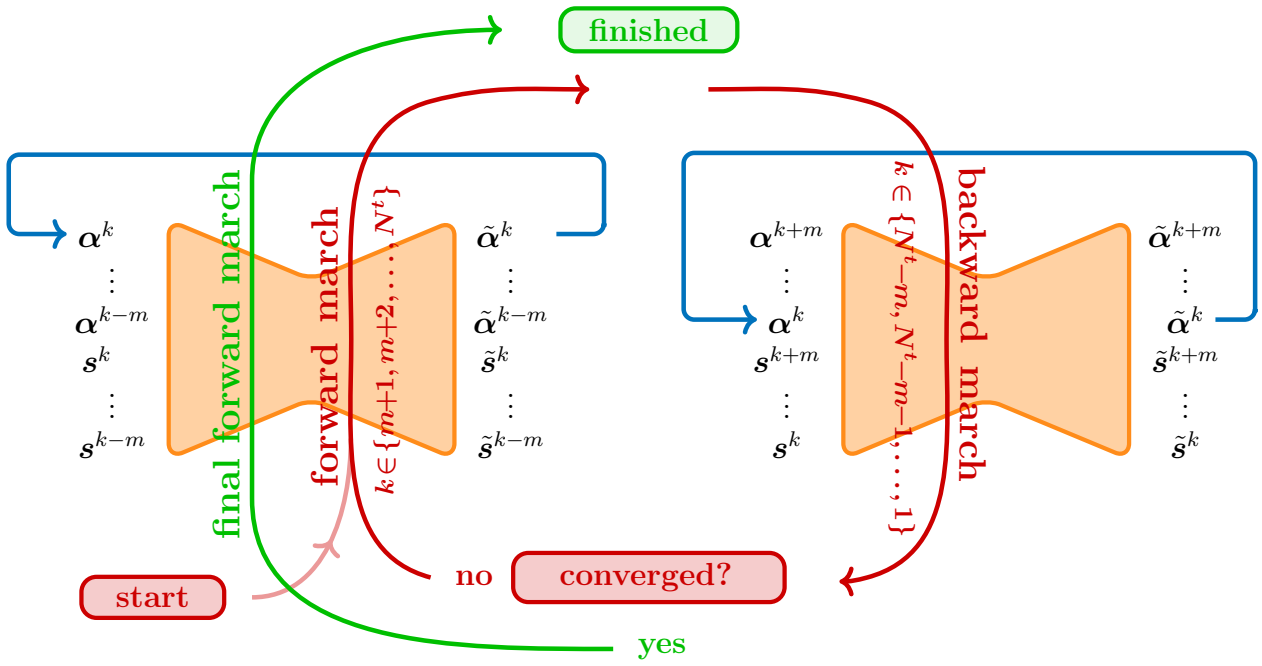 finished
final forward march
forward march
k ∈ {m+1, m+2, . . . , N^t}
α^k
⋮
α^{k−m}
s^k
⋮
s^{k−m}
α̃^k
⋮
α̃^{k−m}
s̃^k
⋮
s̃^{k−m}
α^{k+m}
⋮
α^k
s^{k+m}
⋮
s^k
k ∈ {N^t−m, N^t−m−1, . . . , 1}
backward march
α̃^{k+m}
⋮
α̃^k
s̃^{k+m}
⋮
s̃^k
start
no
converged?
yes